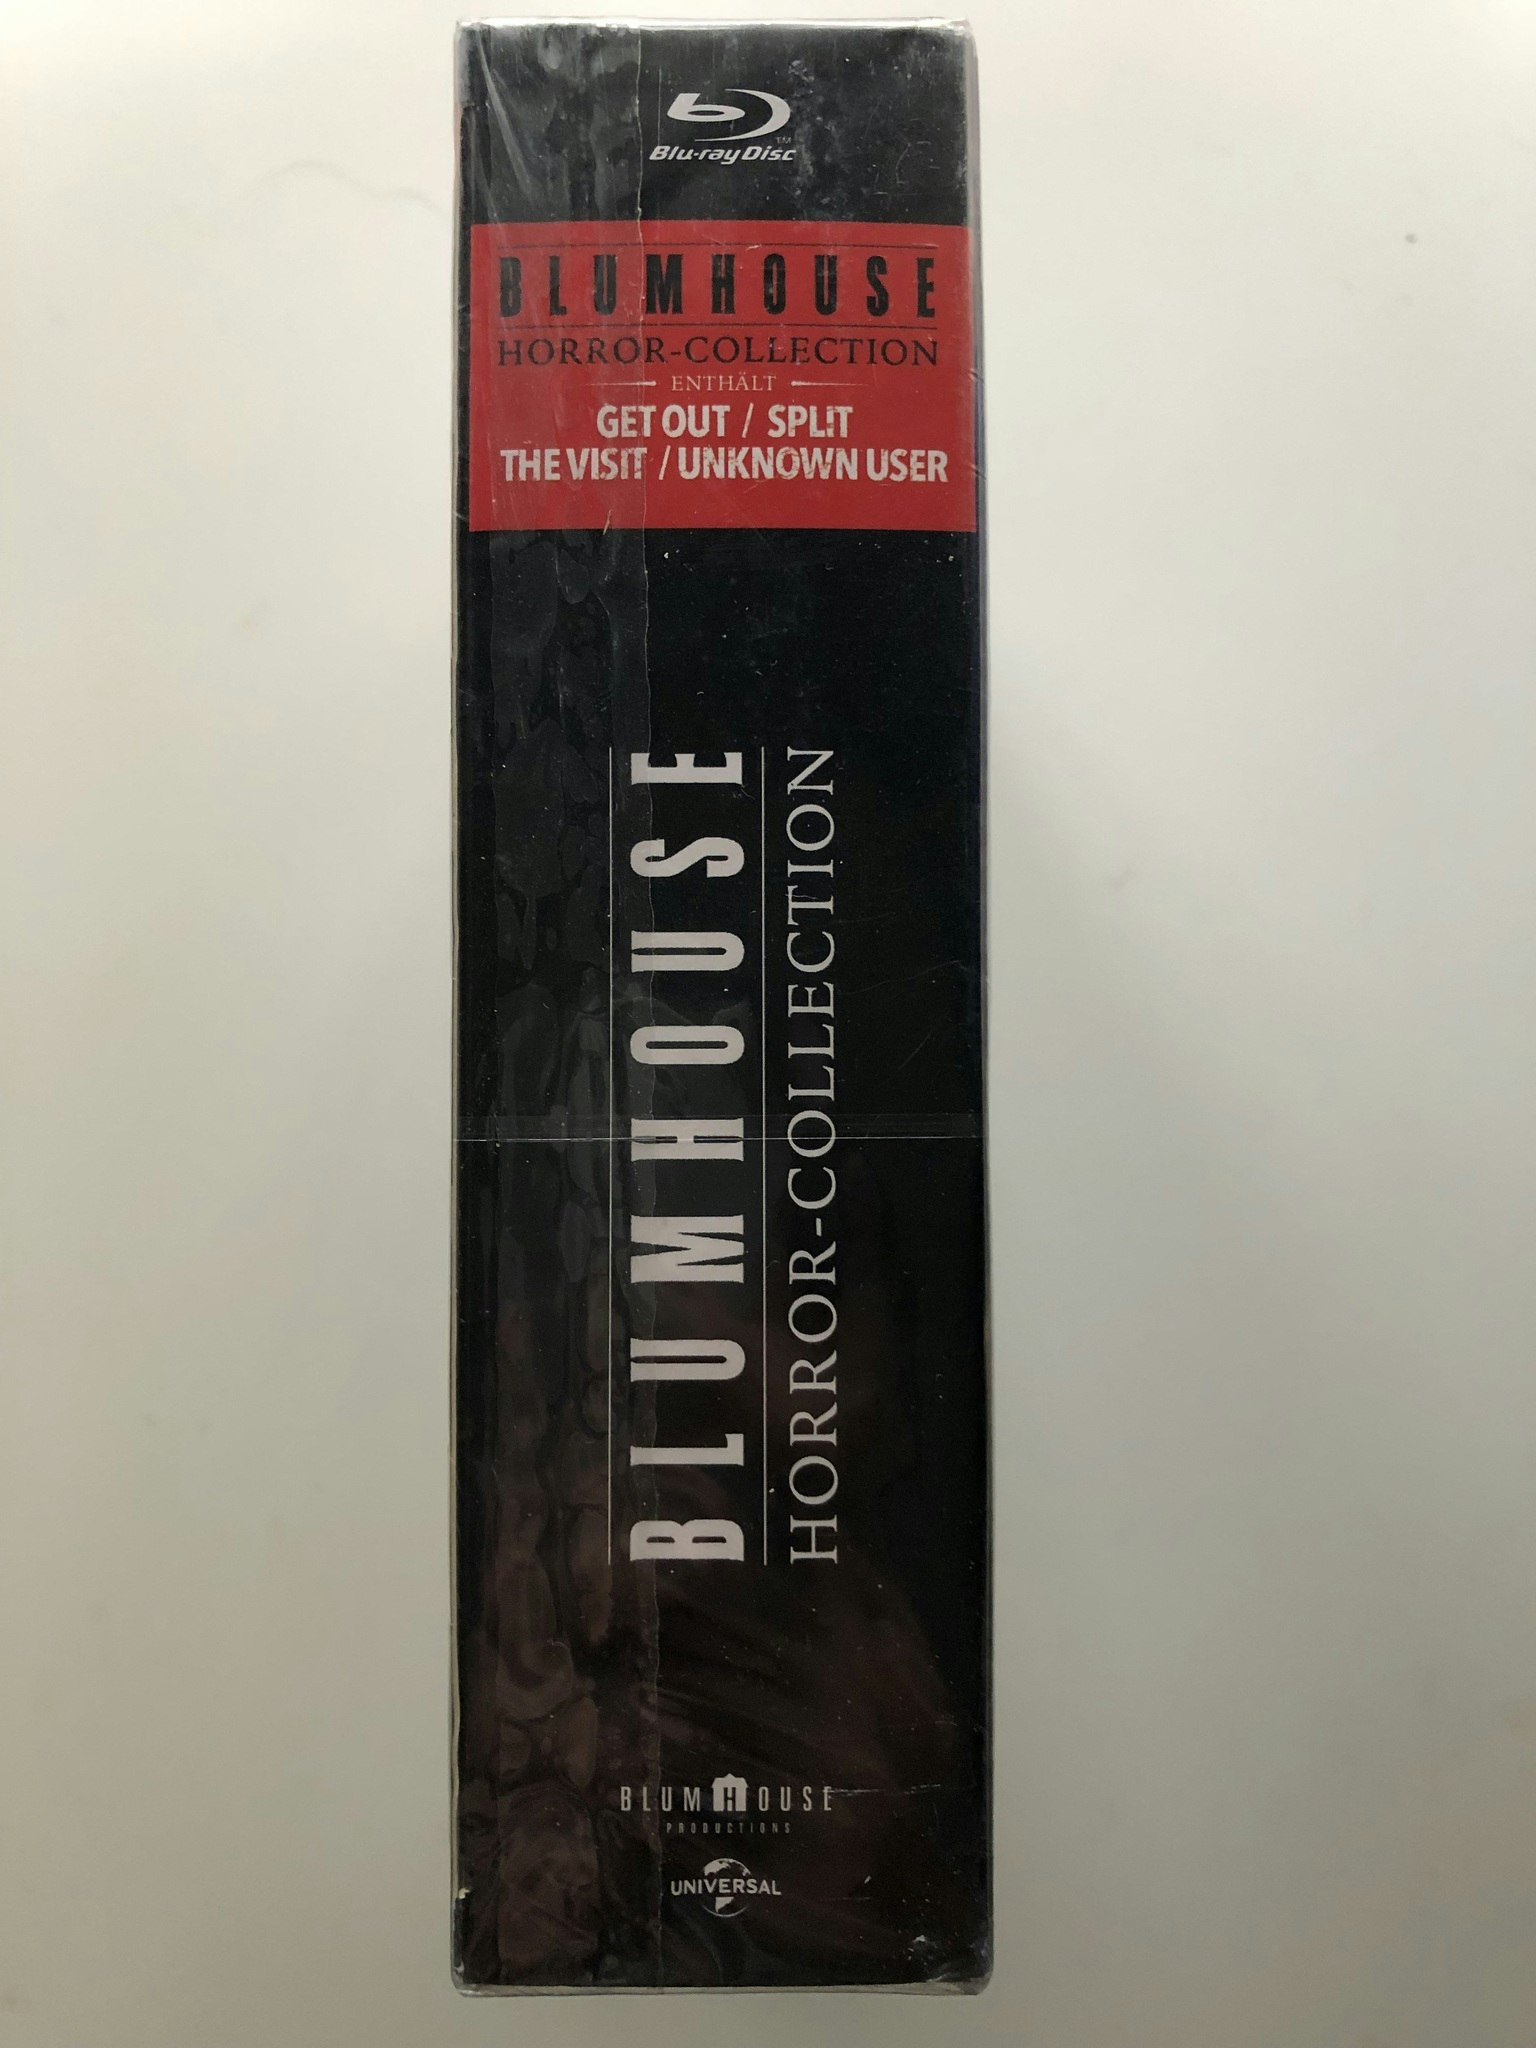 Blu-ray Disc™
BLUMHOUSE
HORROR-COLLECTION
ENTHÄLT
GET OUT / SPLIT
THE VISIT / UNKNOWN USER
BLUMHOUSE
HORROR-COLLECTION
BLUMHOUSE
PRODUCTIONS
UNIVERSAL